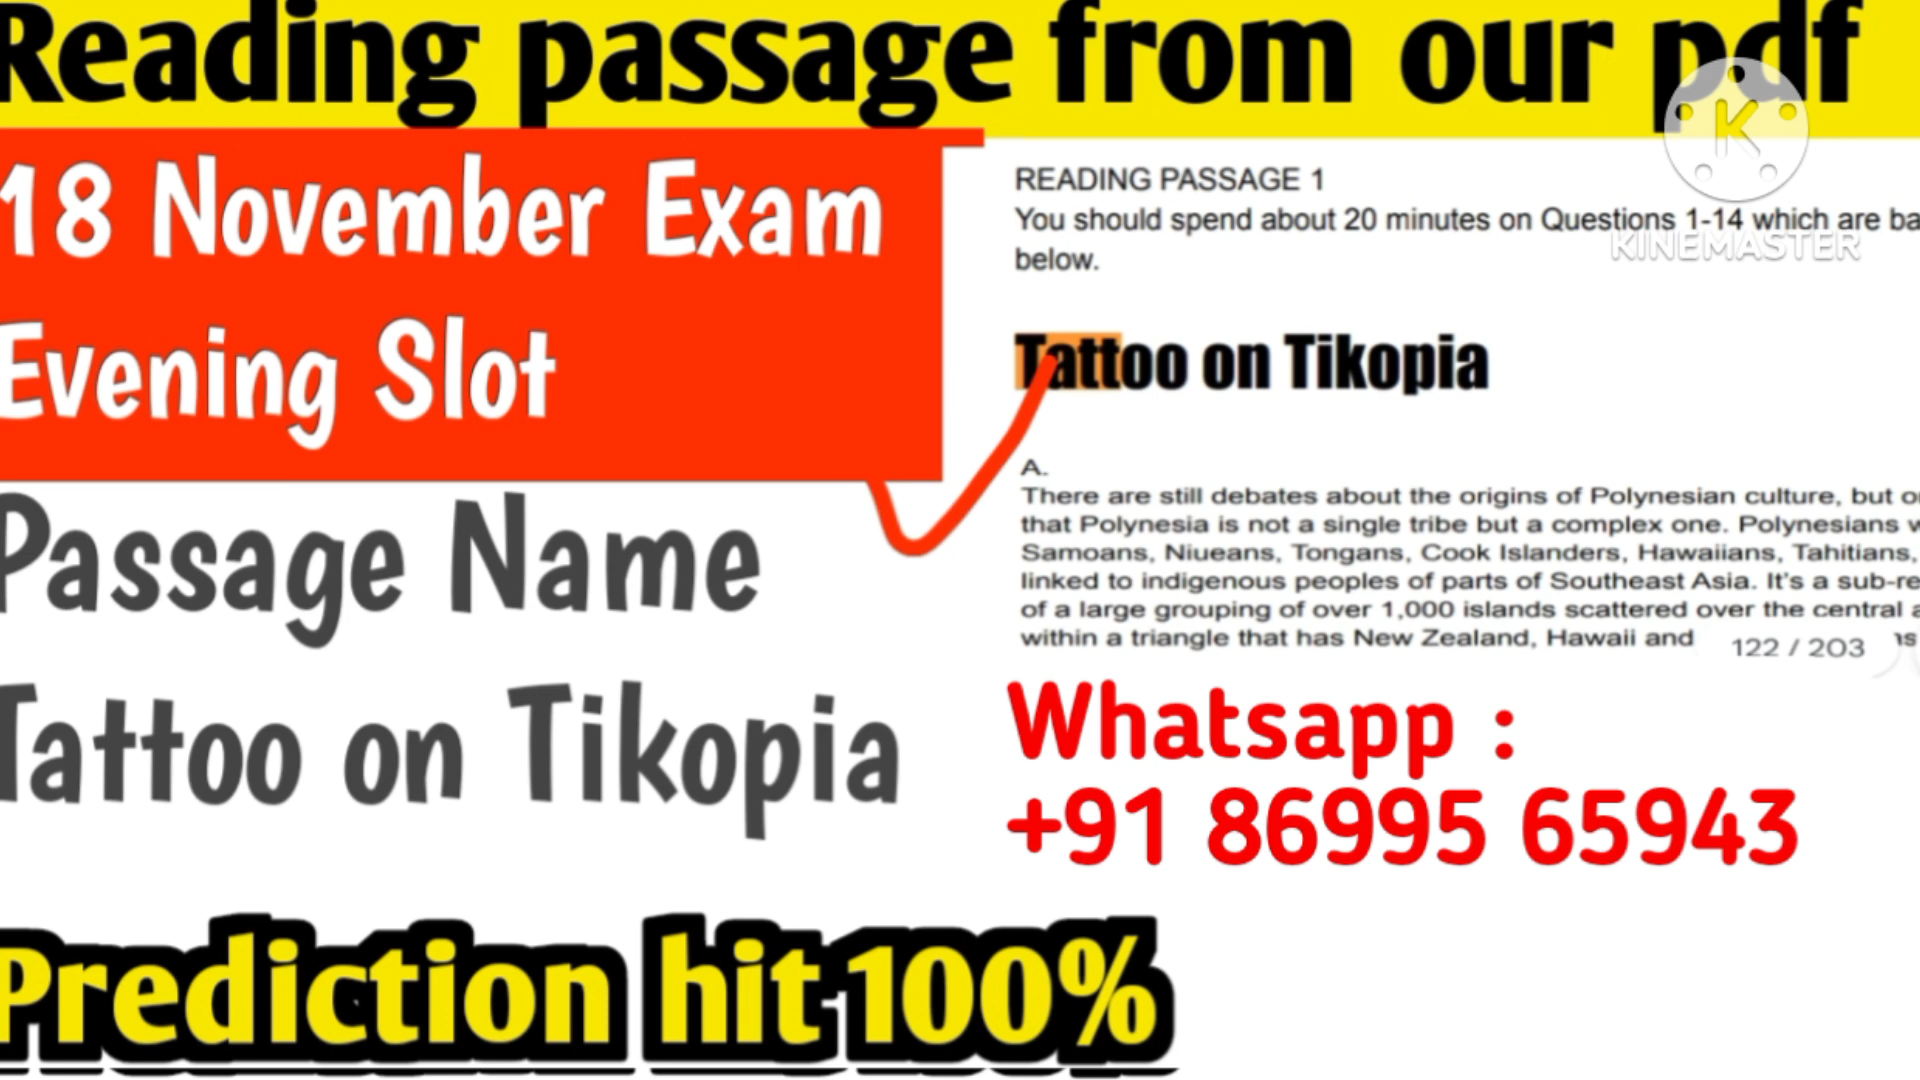 Reading passage from our pdf
18 November Exam
Evening Slot
Passage Name
Tattoo on Tikopia
Prediction hit 100%
K
KINEMASTER
READING PASSAGE 1
You should spend about 20 minutes on Questions 1-14 which are ba
below.
Tattoo on Tikopia
A.
There are still debates about the origins of Polynesian culture, but
that Polynesia is not a single tribe but a complex one. Polynesians
Samoans, Niueans, Tongans, Cook Islanders, Hawaiians, Tahitians,
linked to indigenous peoples of parts of Southeast Asia. It's a sub-re
of a large grouping of over 1,000 islands scattered over the central
within a triangle that has New Zealand, Hawaii and
122 / 203
Whatsapp :
+91 86995 65943